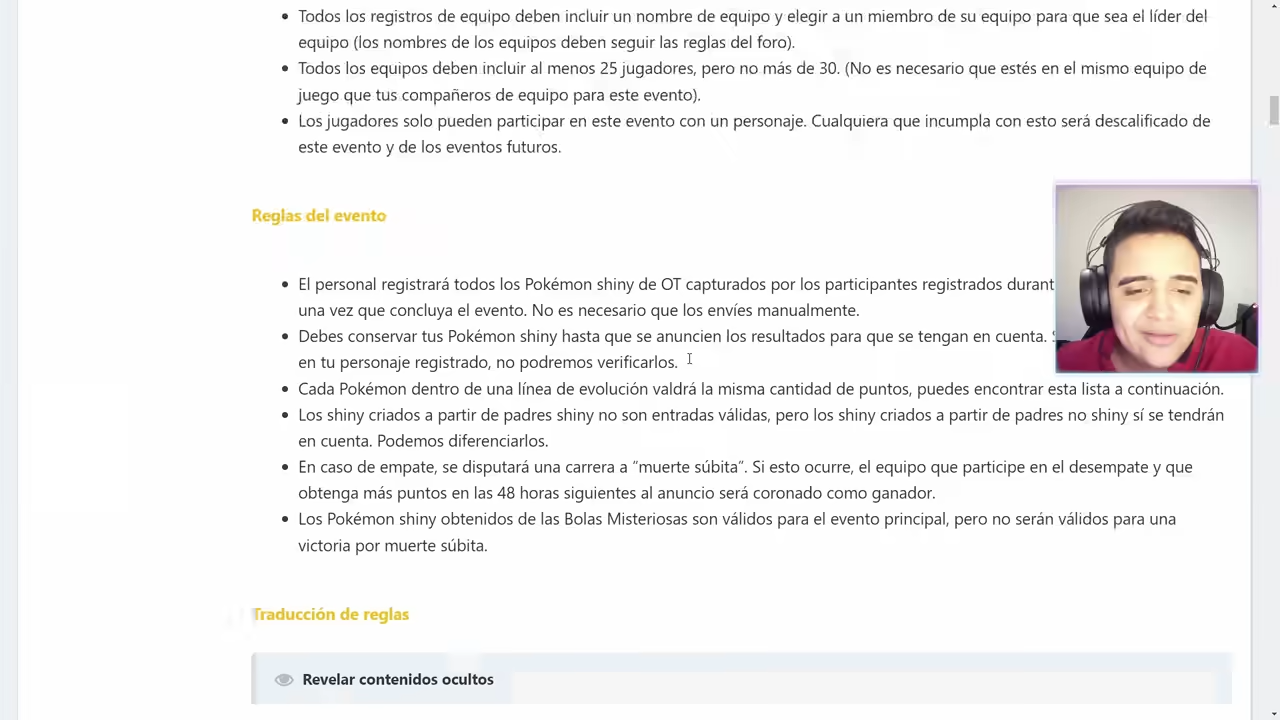 Todos los registros de equipo deben incluir un nombre de equipo y elegir a un miembro de su equipo para que sea el líder del
equipo (los nombres de los equipos deben seguir las reglas del foro).
Todos los equipos deben incluir al menos 25 jugadores, pero no más de 30. (No es necesario que estés en el mismo equipo de
juego que tus compañeros de equipo para este evento).
Los jugadores solo pueden participar en este evento con un personaje. Cualquiera que incumpla con esto será descalificado de
este evento y de los eventos futuros.
Reglas del evento
El personal registrará todos los Pokémon shiny de OT capturados por los participantes registrados durant
una vez que concluya el evento. No es necesario que los envíes manualmente.
Debes conservar tus Pokémon shiny hasta que se anuncien los resultados para que se tengan en cuenta.
en tu personaje registrado, no podremos verificarlos.
Cada Pokémon dentro de una línea de evolución valdrá la misma cantidad de puntos, puedes encontrar esta lista a continuación.
Los shiny criados a partir de padres shiny no son entradas válidas, pero los shiny criados a partir de padres no shiny sí se tendrán
en cuenta. Podemos diferenciarlos.
En caso de empate, se disputará una carrera a “muerte súbita”. Si esto ocurre, el equipo que participe en el desempate y que
obtenga más puntos en las 48 horas siguientes al anuncio será coronado como ganador.
Los Pokémon shiny obtenidos de las Bolas Misteriosas son válidos para el evento principal, pero no serán válidos para una
victoria por muerte súbita.
Traducción de reglas
Revelar contenidos ocultos